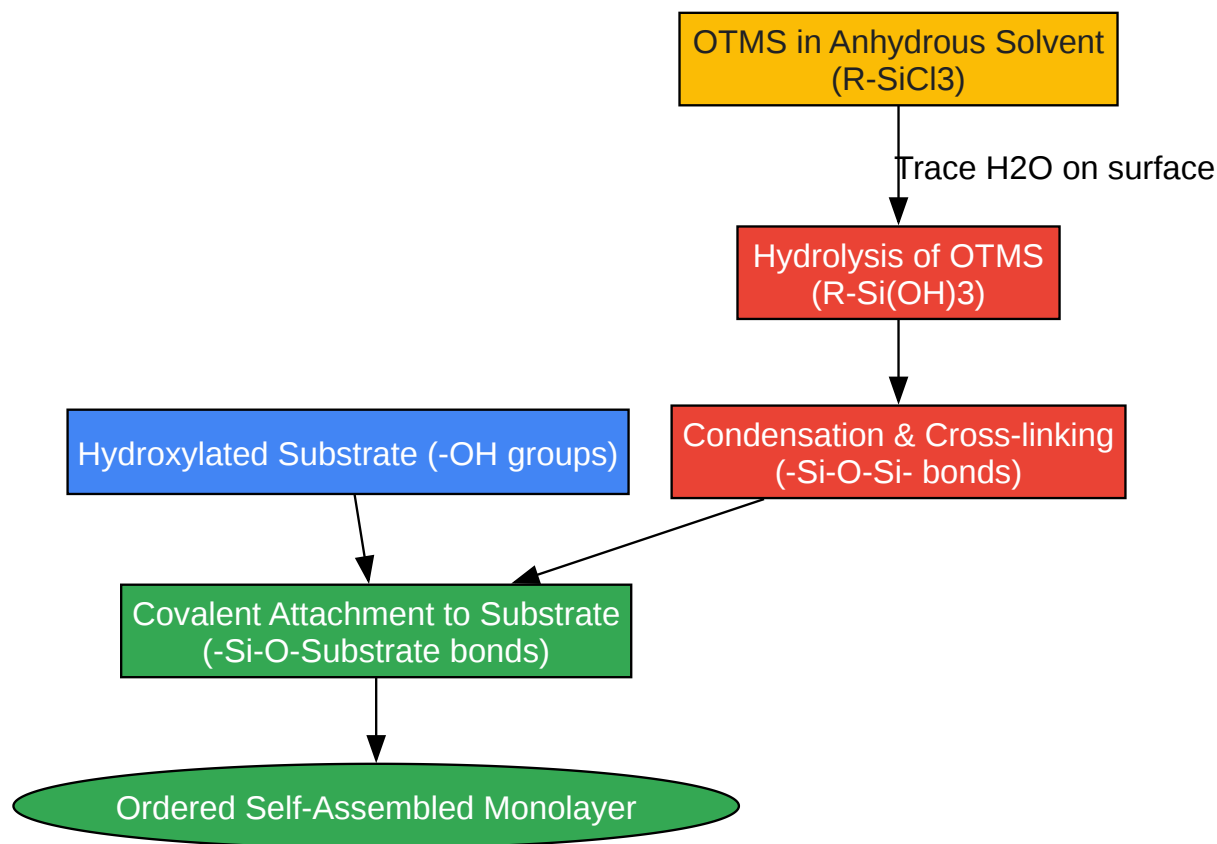 OTMS in Anhydrous Solvent
(R-SiCl3)
Trace H2O on surface
Hydrolysis of OTMS
(R-Si(OH)3)
Hydroxylated Substrate (-OH groups)
Condensation & Cross-linking
(-Si-O-Si- bonds)
Covalent Attachment to Substrate
(-Si-O-Substrate bonds)
Ordered Self-Assembled Monolayer